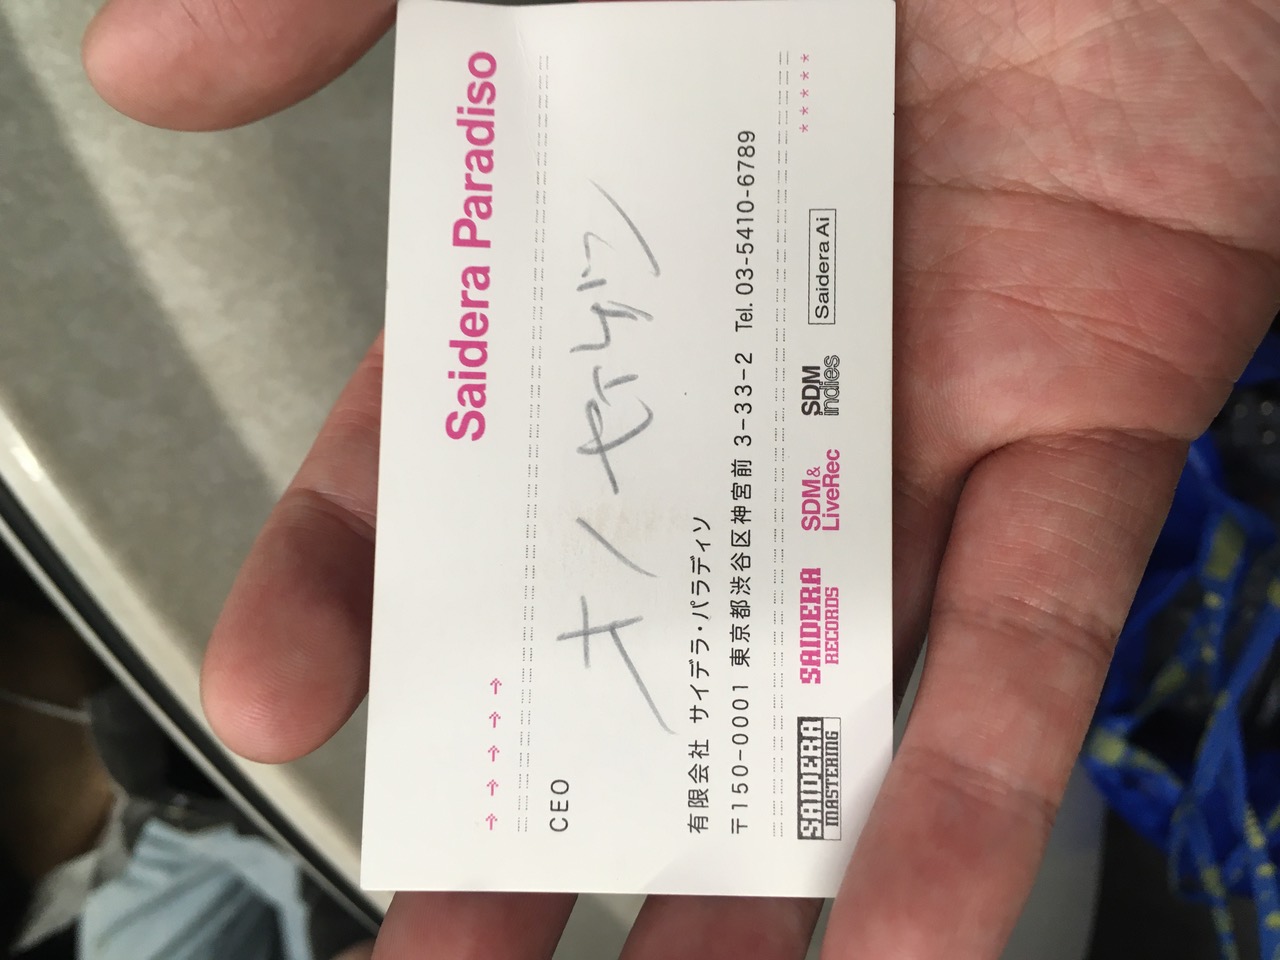 → → → → → Saidera Paradiso
CEO
オノ セイゲン
有限会社 サイデラ・パラディソ
〒150-0001 東京都渋谷区神宮前 3-33-2 Tel. 03-5410-6789
SAIDERA MASTERING SAIDERA RECORDS SDM& LiveRec SDM indies Saidera Ai * * * * *